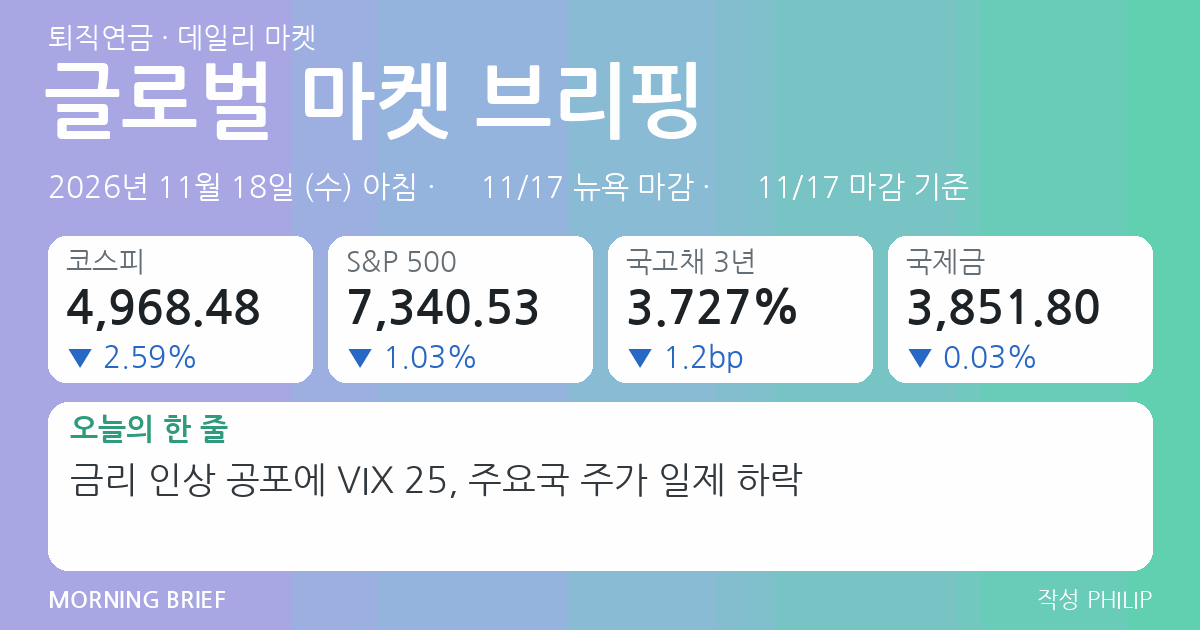 퇴직연금 · 데일리 마켓
글로벌 마켓 브리핑
2026년 11월 18일 (수) 아침 · 11/17 뉴욕 마감 · 11/17 마감 기준
코스피
4,968.48
▼ 2.59%
S&P 500
7,340.53
▼ 1.03%
국고채 3년
3.727%
▼ 1.2bp
국제금
3,851.80
▼ 0.03%
오늘의 한 줄
금리 인상 공포에 VIX 25, 주요국 주가 일제 하락
MORNING BRIEF
작성 PHILIP